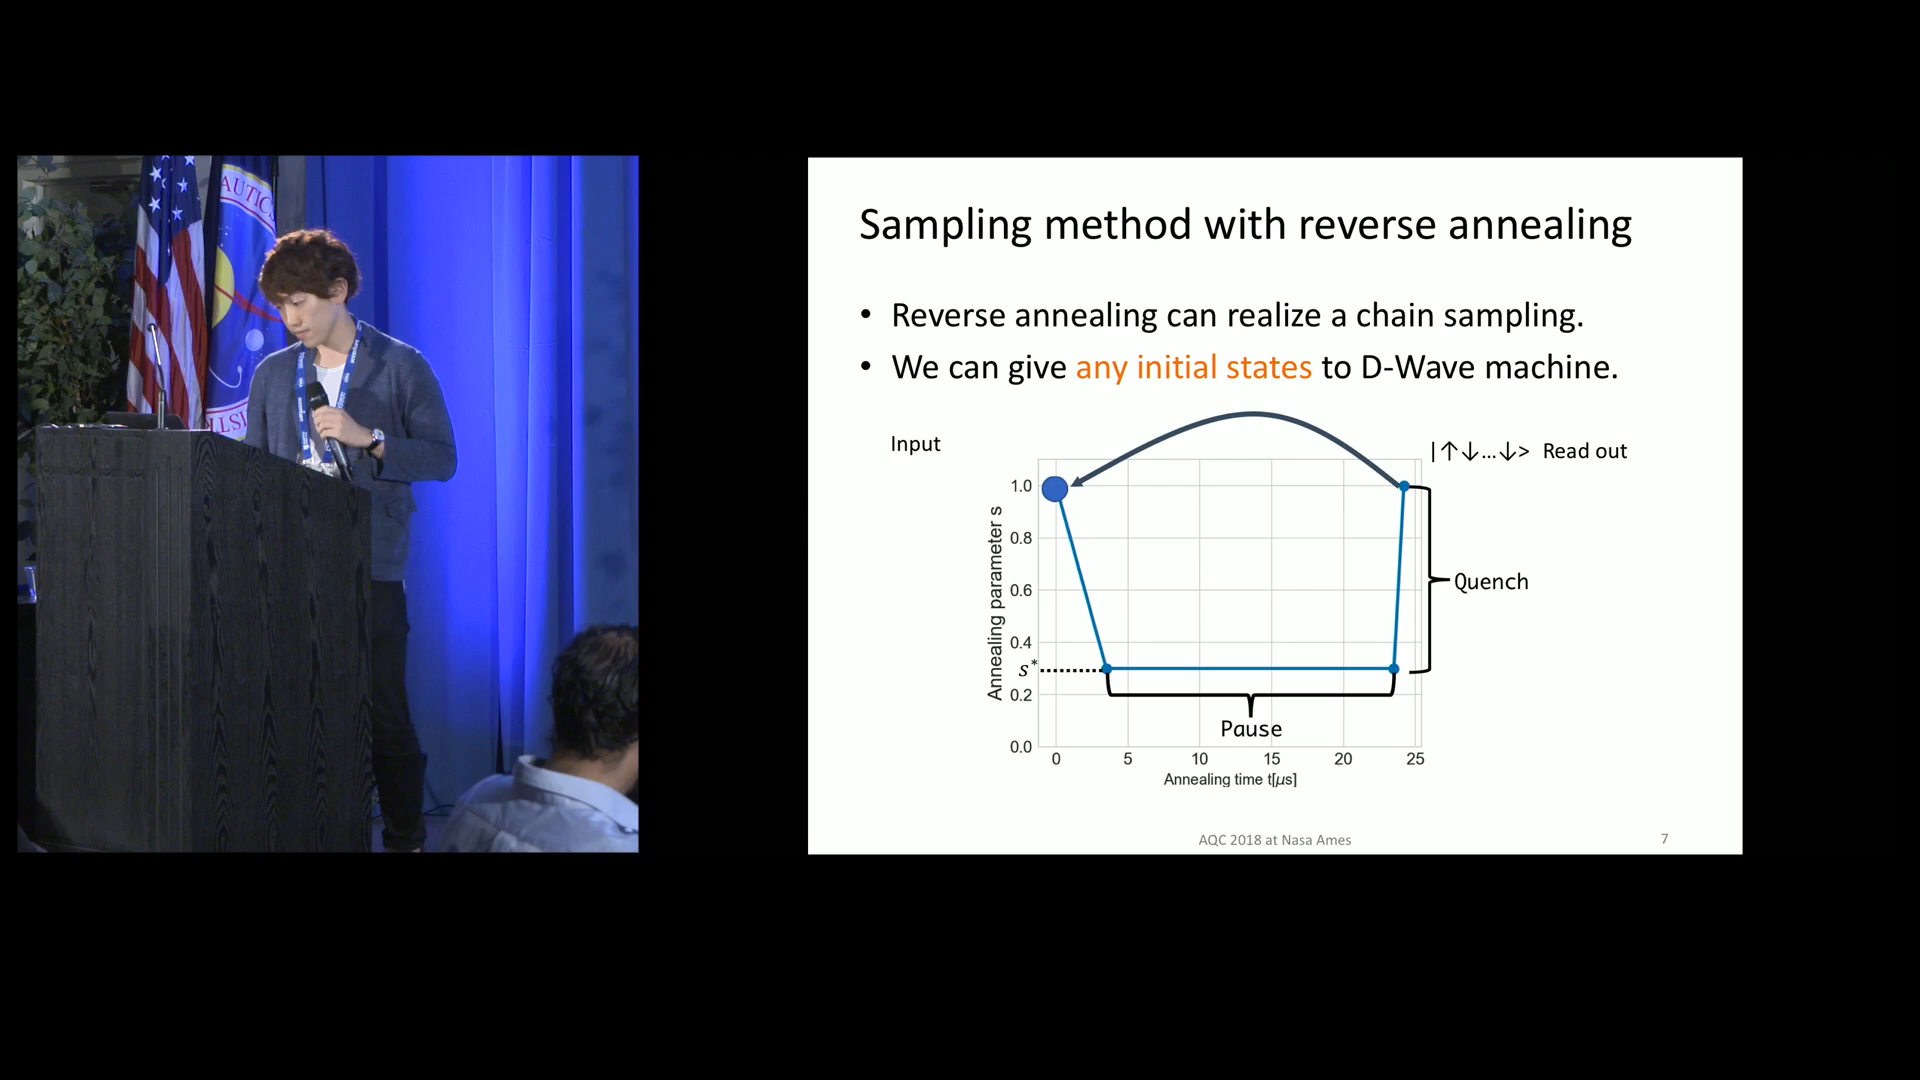 AUTICS
LLSI
Sampling method with reverse annealing
• Reverse annealing can realize a chain sampling.
• We can give any initial states to D-Wave machine.
Input
|↑↓…↓> Read out
1.0
0.8
0.6
0.4
s*
0.2
0.0
Annealing parameter s
Quench
Pause
0 5 10 15 20 25
Annealing time t[μs]
AQC 2018 at Nasa Ames
7